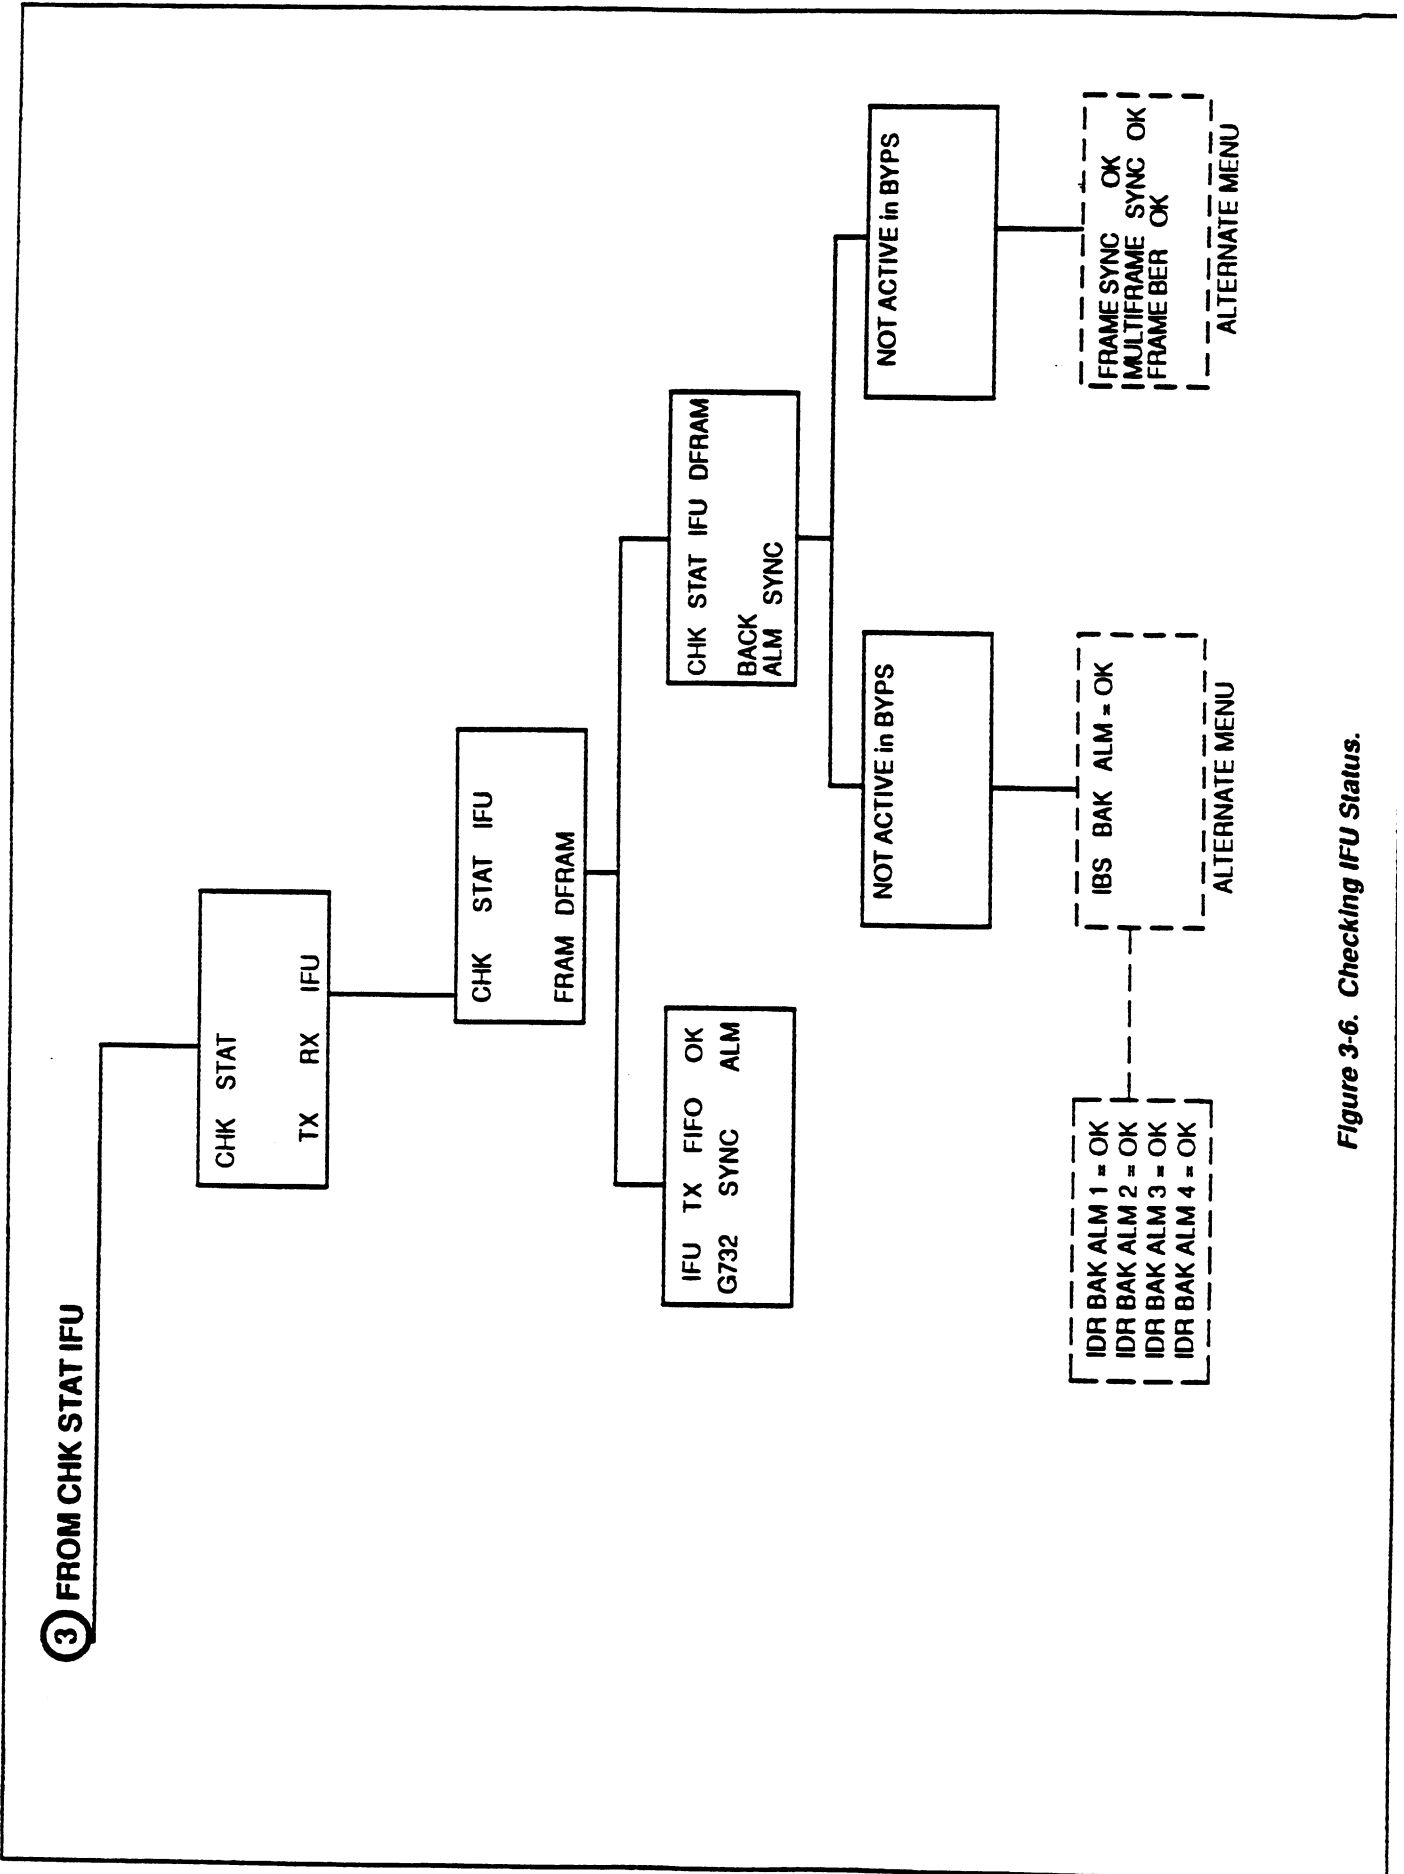 3 FROM CHK STAT IFU
CHK STAT
TX RX IFU
CHK STAT IFU
FRAM DFRAM
IFU TX FIFO OK
G732 SYNC ALM
CHK STAT IFU DFRAM
BACK
ALM SYNC
NOT ACTIVE in BYPS
NOT ACTIVE in BYPS
IDR BAK ALM 1 = OK
IDR BAK ALM 2 = OK
IDR BAK ALM 3 = OK
IDR BAK ALM 4 = OK
IBS BAK ALM = OK
ALTERNATE MENU
FRAME SYNC OK
MULTIFRAME SYNC OK
FRAME BER OK
ALTERNATE MENU
Figure 3-6. Checking IFU Status.